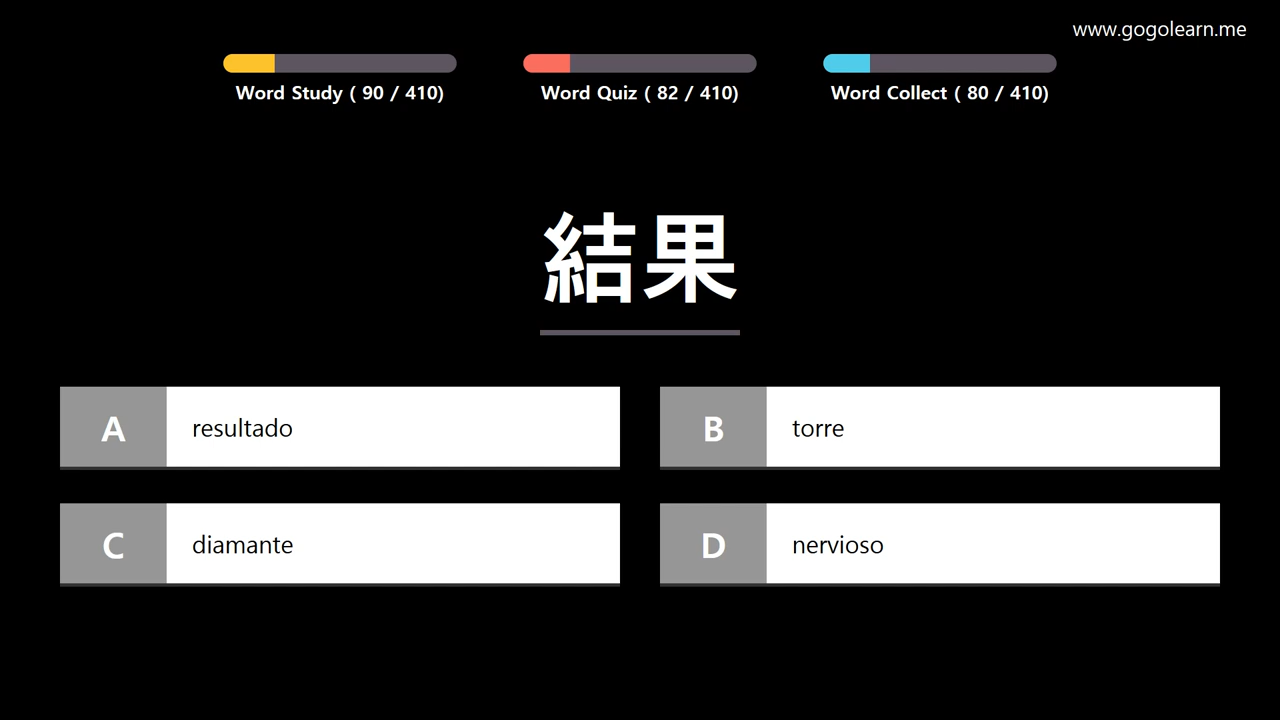 www.gogolearn.me
Word Study ( 90 / 410)
Word Quiz ( 82 / 410)
Word Collect ( 80 / 410)
結果
A resultado
B torre
C diamante
D nervioso